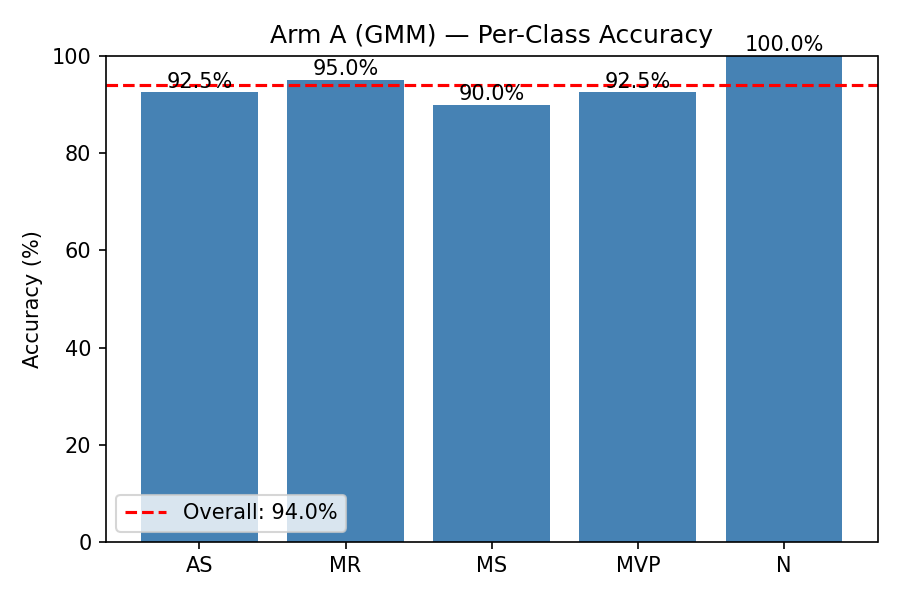 Arm A (GMM) — Per-Class Accuracy
100.0%
95.0%
92.5%
90.0%
92.5%
100
80
60
40
20
0
Accuracy (%)
Overall: 94.0%
AS MR MS MVP N